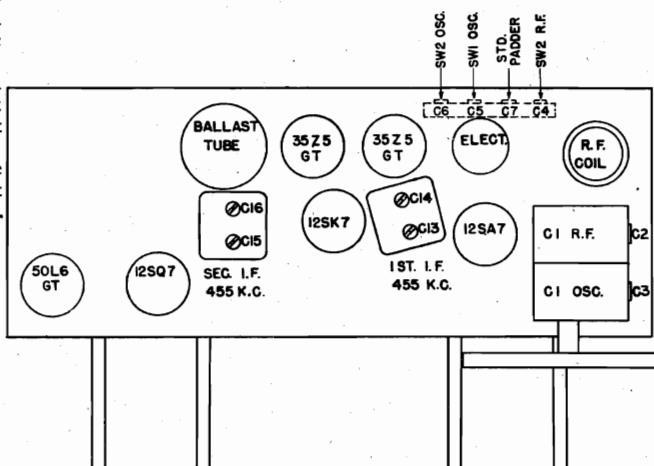 SW2 OSC.
SW1 OSC.
STD. PADDER
SW2 R.F.
C6 C5 C7 C4
BALLAST TUBE
35Z5 GT
35Z5 GT
ELECT.
R.F. COIL
C16
C15
12SK7
C14
C13
12SA7
C1 R.F.
C2
C1 OSC.
C3
50L6 GT
12SQ7
SEC. I.F.
455 K.C.
1ST. I.F.
455 K.C.